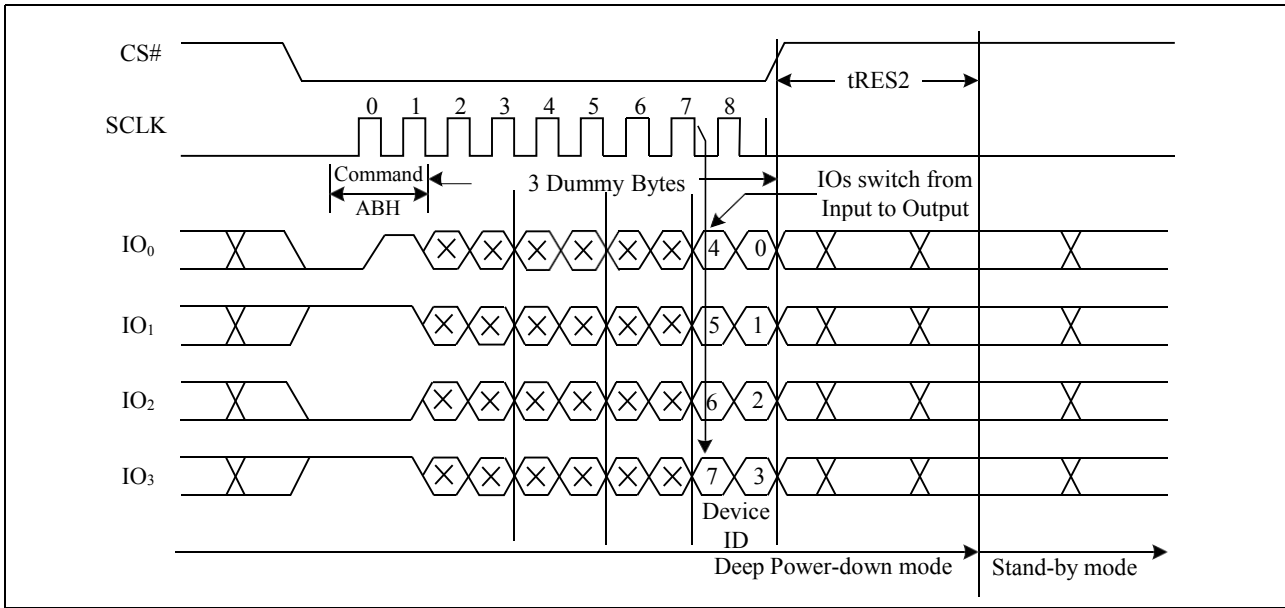 CS#
tRES2
0 1 2 3 4 5 6 7 8
SCLK
Command
ABH
3 Dummy Bytes
IOs switch from
Input to Output
IO₀
4 0
IO₁
5 1
IO₂
6 2
IO₃
7 3
Device
ID
Deep Power-down mode
Stand-by mode